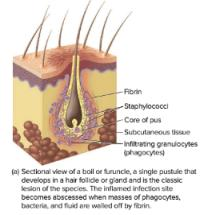 Fibrin
Staphylococci
Core of pus
Subcutaneous tissue
Infiltrating granulocytes
(phagocytes)
(a) Sectional view of a boil or furuncle, a single pustule that
develops in a hair follicle or gland and is the classic
lesion of the species. The inflamed infection site
becomes abscessed when masses of phagocytes,
bacteria, and fluid are walled off by fibrin.